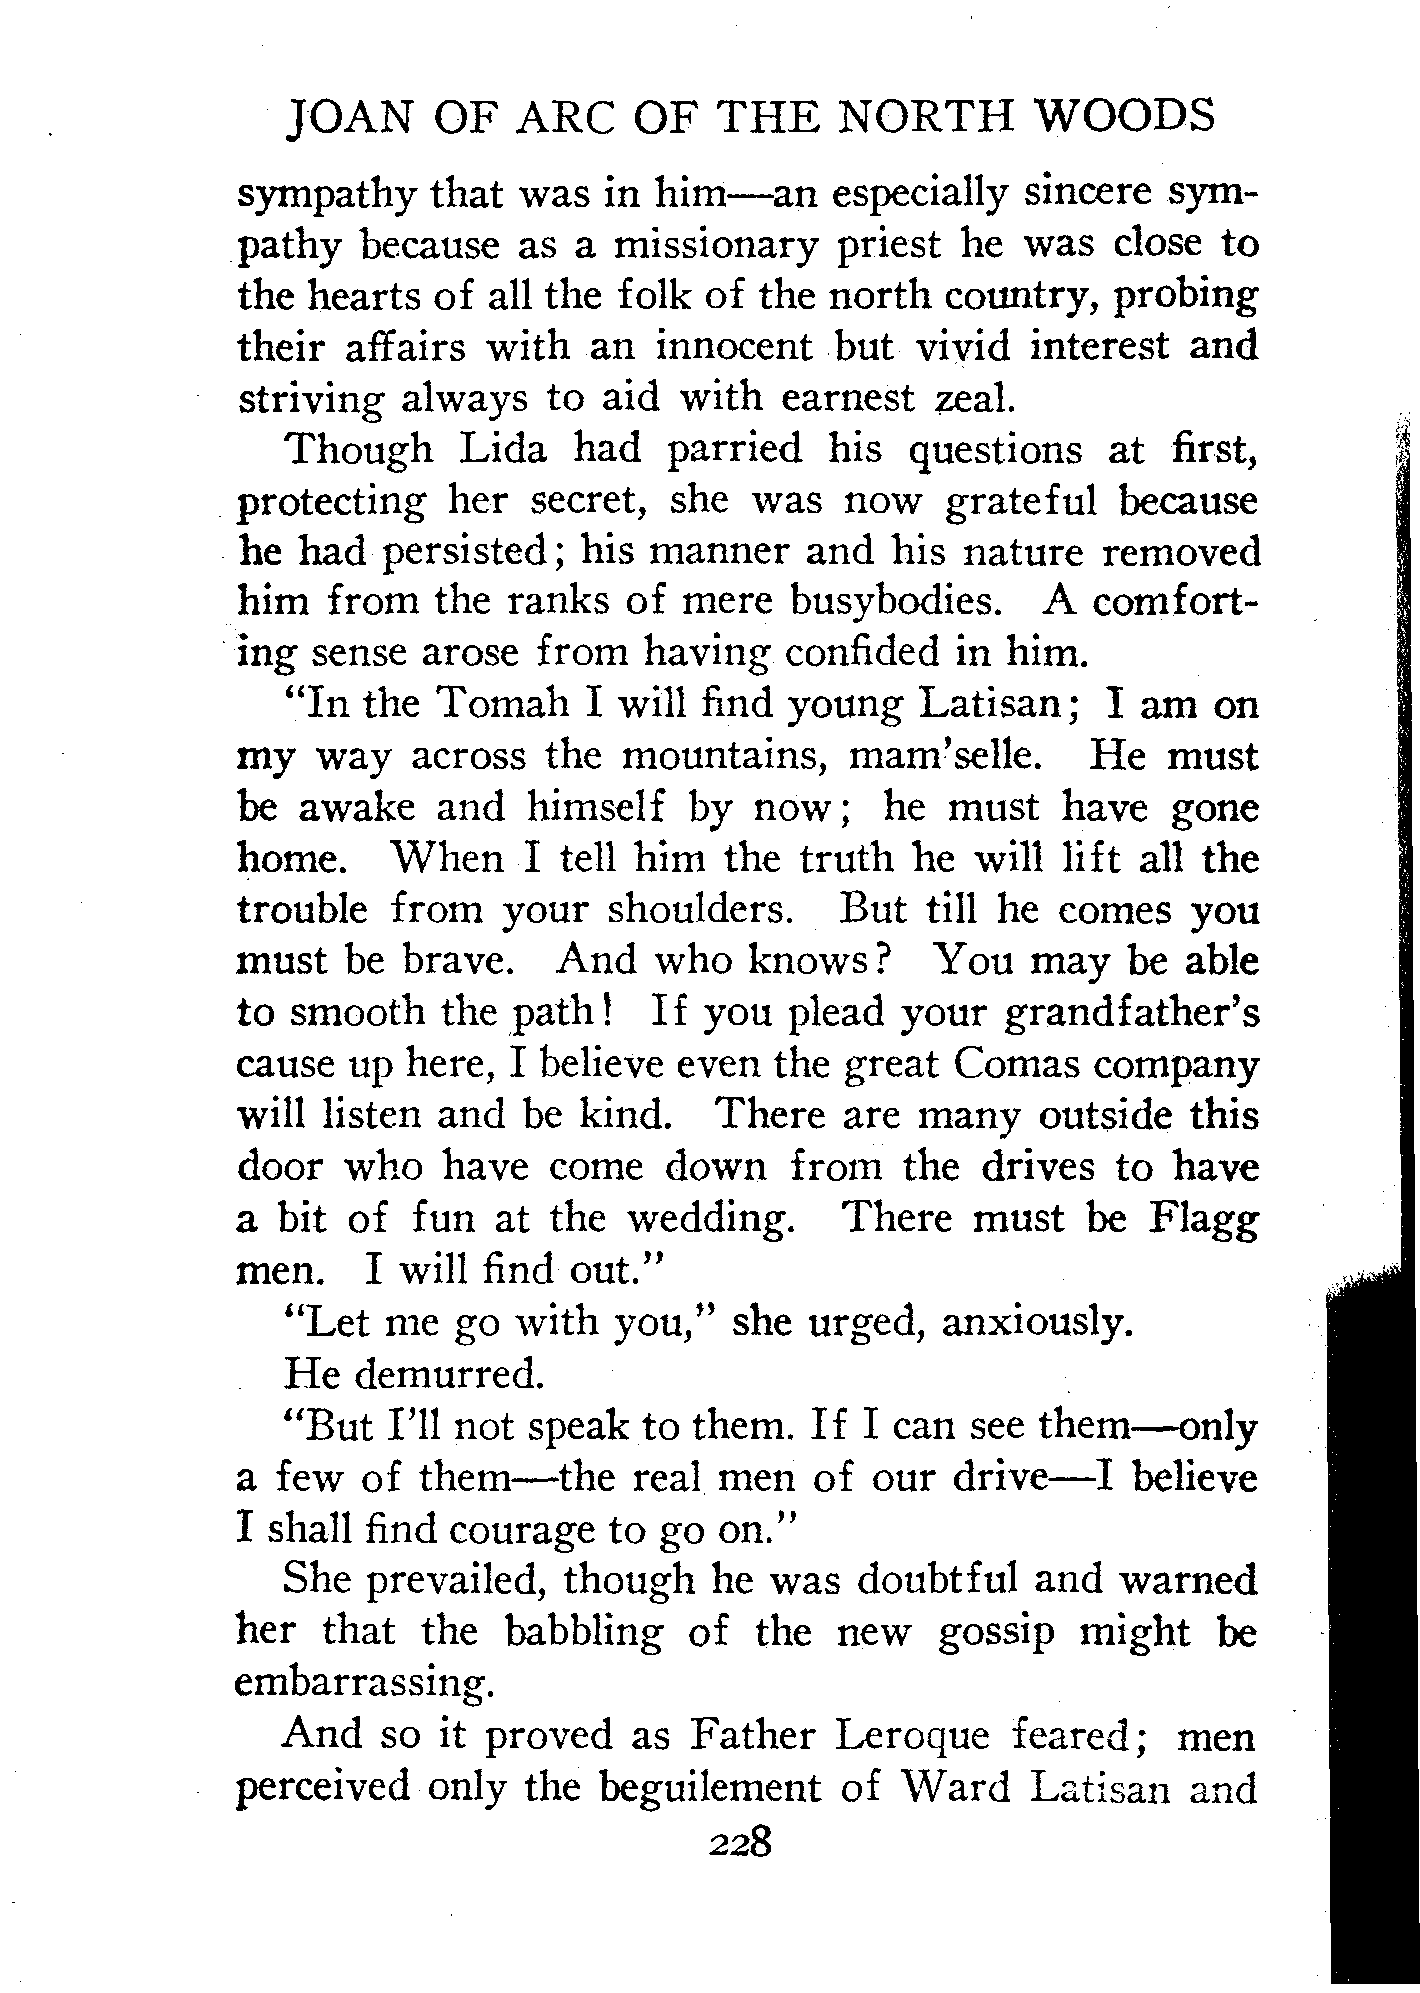 JOAN OF ARC OF THE NORTH WOODS
sympathy that was in him—an especially sincere sym-
pathy because as a missionary priest he was close to
the hearts of all the folk of the north country, probing
their affairs with an innocent but vivid interest and
striving always to aid with earnest zeal.
Though Lida had parried his questions at first,
protecting her secret, she was now grateful because
he had persisted; his manner and his nature removed
him from the ranks of mere busybodies. A comfort-
ing sense arose from having confided in him.
"In the Tomah I will find young Latisan; I am on
my way across the mountains, mam'selle. He must
be awake and himself by now; he must have gone
home. When I tell him the truth he will lift all the
trouble from your shoulders. But till he comes you
must be brave. And who knows? You may be able
to smooth the path! If you plead your grandfather's
cause up here, I believe even the great Comas company
will listen and be kind. There are many outside this
door who have come down from the drives to have
a bit of fun at the wedding. There must be Flagg
men. I will find out."
"Let me go with you," she urged, anxiously.
He demurred.
"But I'll not speak to them. If I can see them—only
a few of them—the real men of our drive—I believe
I shall find courage to go on."
She prevailed, though he was doubtful and warned
her that the babbling of the new gossip might be
embarrassing.
And so it proved as Father Leroque feared; men
perceived only the beguilement of Ward Latisan and
228